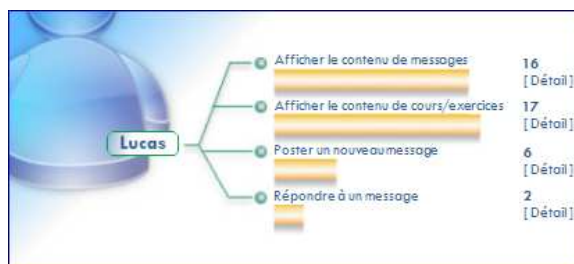 Afficher le contenu de messages 16
[Détail]
Afficher le contenu de cours/exercices 17
[Détail]
Lucas
Poster un nouveau message 6
[Détail]
Répondre à un message 2
[Détail]